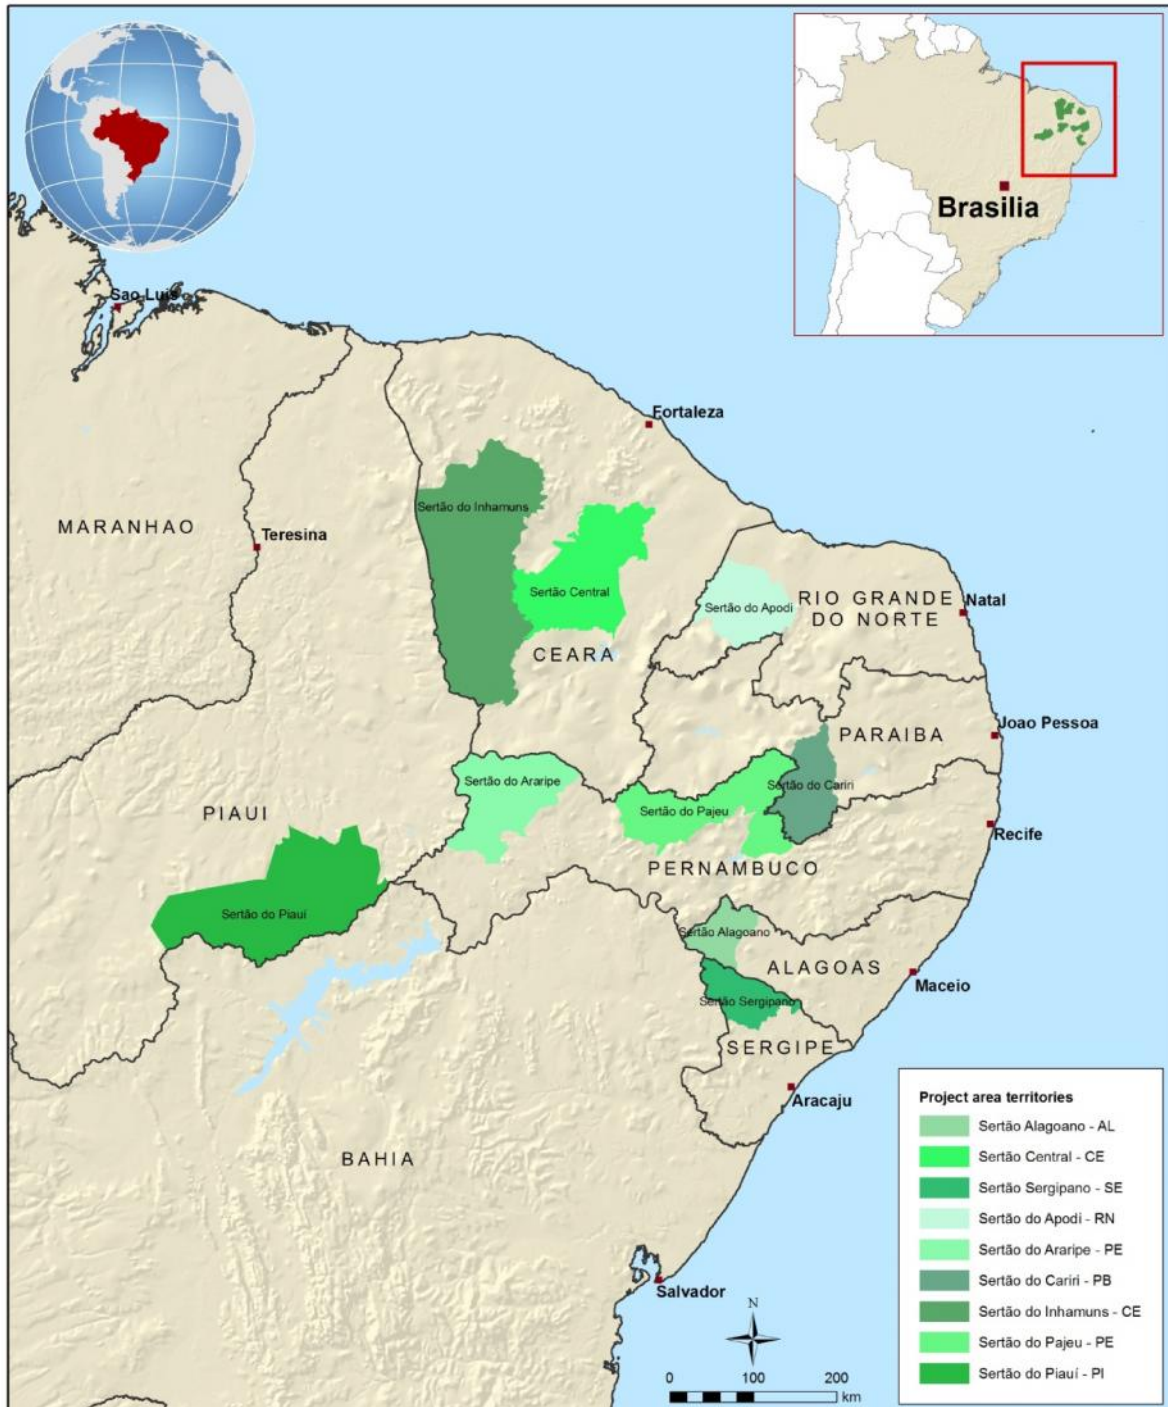 Brasilia
Sao Luis
Fortaleza
Sertão do Inhamuns
MARANHAO
Teresina
Sertão Central
Sertão do Apodi
RIO GRANDE
DO NORTE
Natal
CEARA
Joao Pessoa
PARAIBA
Sertão do Araripe
Sertão do Cariri
PIAUI
Sertão do Pajeu
Recife
PERNAMBUCO
Sertão do Piauí
Sertão Alagoano
ALAGOAS
Maceio
Sertão Sergipano
SERGIPE
Aracaju
BAHIA
Salvador
N
0 100 200
km
Project area territories
Sertão Alagoano - AL
Sertão Central - CE
Sertão Sergipano - SE
Sertão do Apodi - RN
Sertão do Araripe - PE
Sertão do Cariri - PB
Sertão do Inhamuns - CE
Sertão do Pajeu - PE
Sertão do Piauí - PI